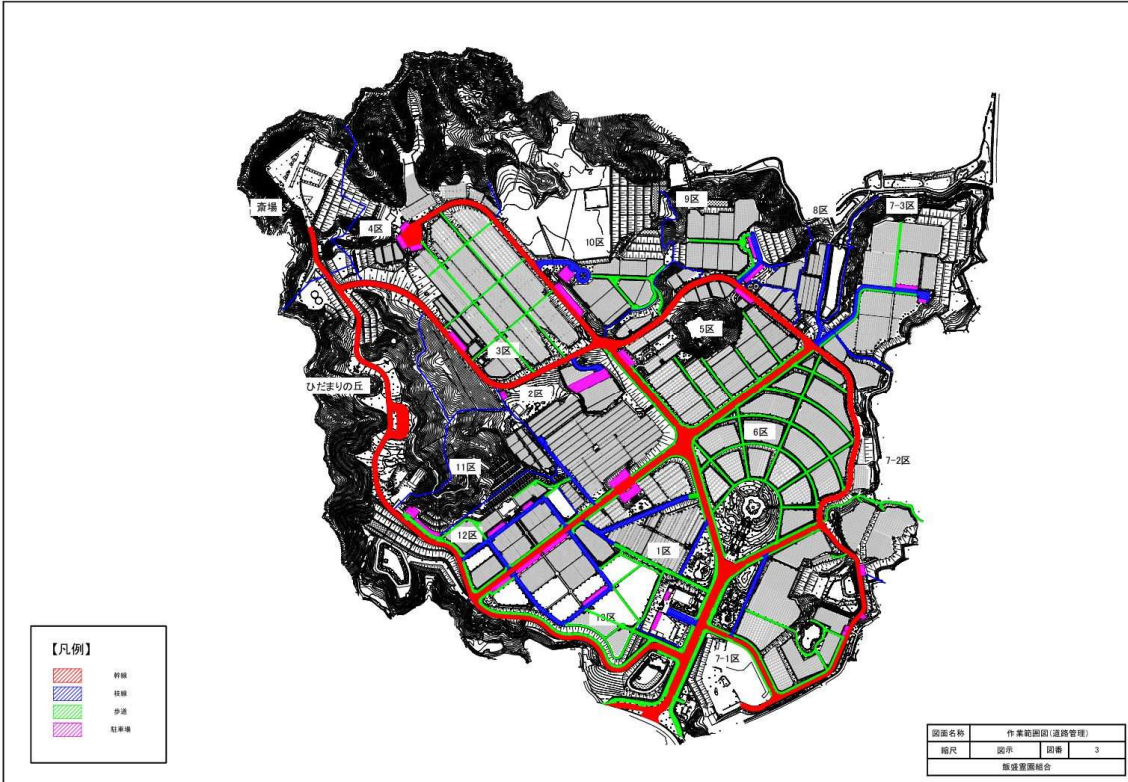 斎場
4区
9区
8区
7-3区
10区
5区
3区
ひだまりの丘
2区
6区
7-2区
11区
12区
1区
13区
7-1区
【凡例】
幹線
枝線
歩道
駐車場
図面名称 作業範囲図(道路管理)
縮尺 図示 図番 3
飯盛霊園組合